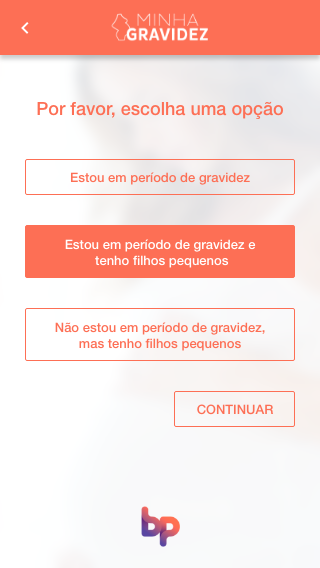 MINHA
GRAVIDEZ
Por favor, escolha uma opção
Estou em período de gravidez
Estou em período de gravidez e
tenho filhos pequenos
Não estou em período de gravidez,
mas tenho filhos pequenos
CONTINUAR
bp